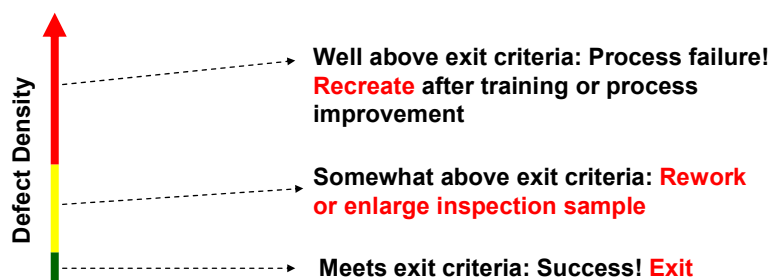 Defect Density
Well above exit criteria: Process failure!
Recreate after training or process
improvement
Somewhat above exit criteria: Rework
or enlarge inspection sample
Meets exit criteria: Success! Exit